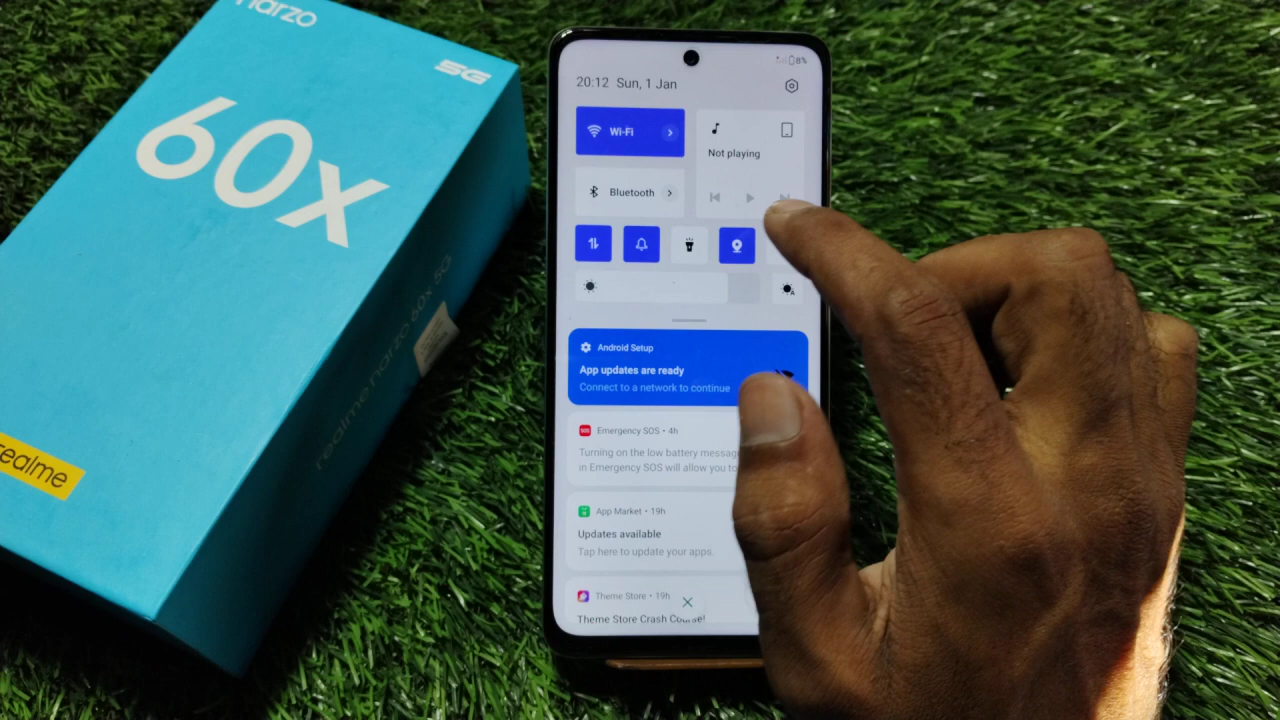 narzo
5G
60x
realme narzo 60x 5G
realme
8%
20:12 Sun, 1 Jan
Wi-Fi
Not playing
Bluetooth
A
Android Setup
App updates are ready
Connect to a network to continue
SOS Emergency SOS • 4h
Turning on the low battery message
in Emergency SOS will allow you to
App Market • 19h
Updates available
Tap here to update your apps.
Theme Store • 19h
Theme Store Crash Course!